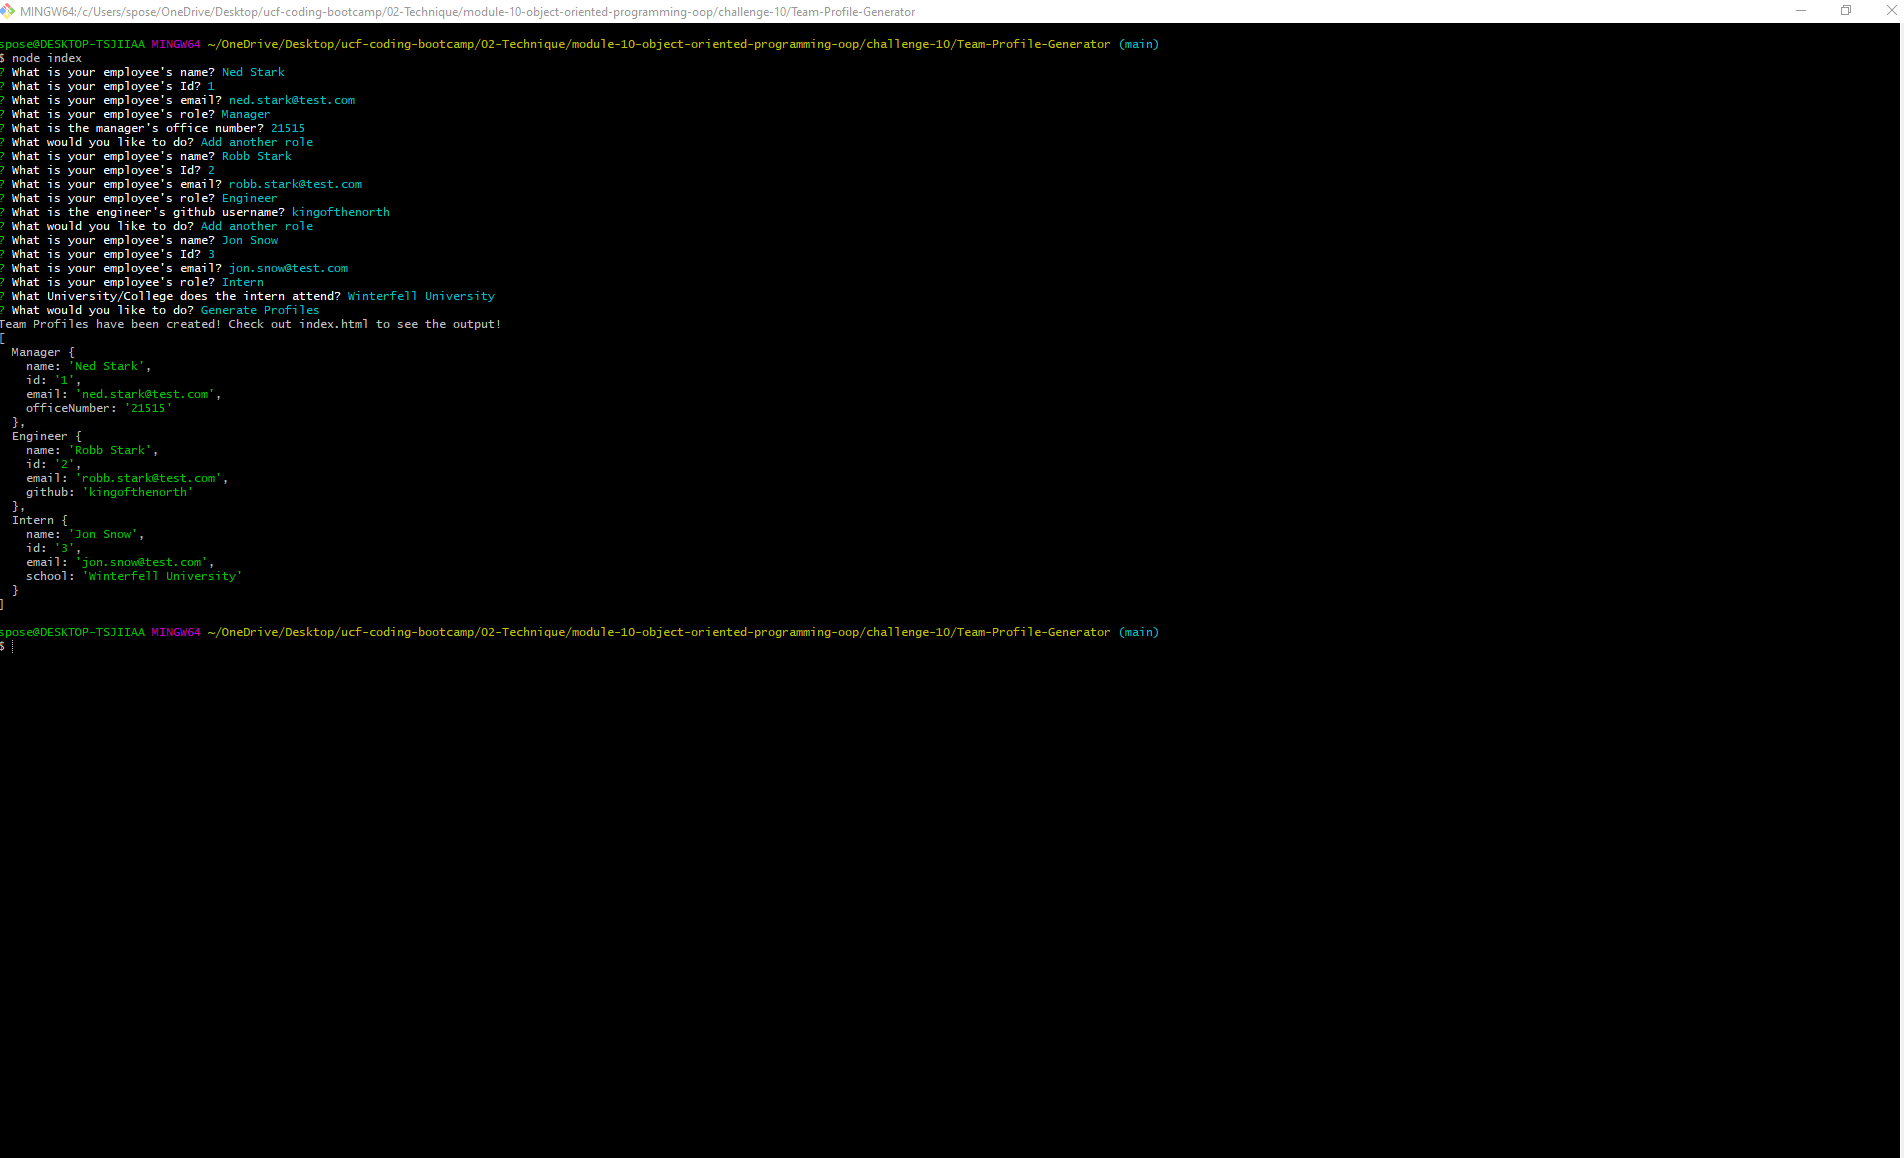 MINGW64:/c/Users/spose/OneDrive/Desktop/ucf-coding-bootcamp/02-Technique/module-10-object-oriented-programming-oop/challenge-10/Team-Profile-Generator
spose@DESKTOP-TSJIIAA MINGW64 ~/OneDrive/Desktop/ucf-coding-bootcamp/02-Technique/module-10-object-oriented-programming-oop/challenge-10/Team-Profile-Generator (main)
$ node index
? What is your employee's name? Ned Stark
? What is your employee's Id? 1
? What is your employee's email? ned.stark@test.com
? What is your employee's role? Manager
? What is the manager's office number? 21515
? What would you like to do? Add another role
? What is your employee's name? Robb Stark
? What is your employee's Id? 2
? What is your employee's email? robb.stark@test.com
? What is your employee's role? Engineer
? What is the engineer's github username? kingofthenorth
? What would you like to do? Add another role
? What is your employee's name? Jon Snow
? What is your employee's Id? 3
? What is your employee's email? jon.snow@test.com
? What is your employee's role? Intern
? What University/College does the intern attend? Winterfell University
? What would you like to do? Generate Profiles
Team Profiles have been created! Check out index.html to see the output!
[
  Manager {
    name: 'Ned Stark',
    id: '1',
    email: 'ned.stark@test.com',
    officeNumber: '21515'
  },
  Engineer {
    name: 'Robb Stark',
    id: '2',
    email: 'robb.stark@test.com',
    github: 'kingofthenorth'
  },
  Intern {
    name: 'Jon Snow',
    id: '3',
    email: 'jon.snow@test.com',
    school: 'Winterfell University'
  }
]
spose@DESKTOP-TSJIIAA MINGW64 ~/OneDrive/Desktop/ucf-coding-bootcamp/02-Technique/module-10-object-oriented-programming-oop/challenge-10/Team-Profile-Generator (main)
$